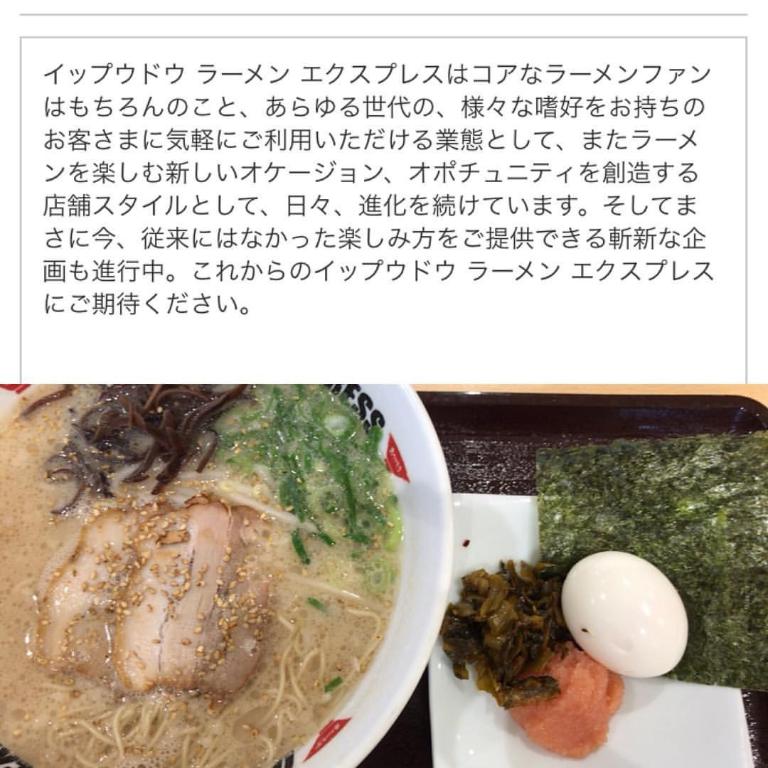 イップウドウ ラーメン エクスプレスはコアなラーメンファン
はもちろんのこと、あらゆる世代の、様々な嗜好をお持ちの
お客さまに気軽にご利用いただける業態として、またラーメ
ンを楽しむ新しいオケージョン、オポチュニティを創造する
店舗スタイルとして、日々、進化を続けています。そしてま
さに今、従来にはなかった楽しみ方をご提供できる斬新な企
画も進行中。これからのイップウドウ ラーメン エクスプレス
にご期待ください。